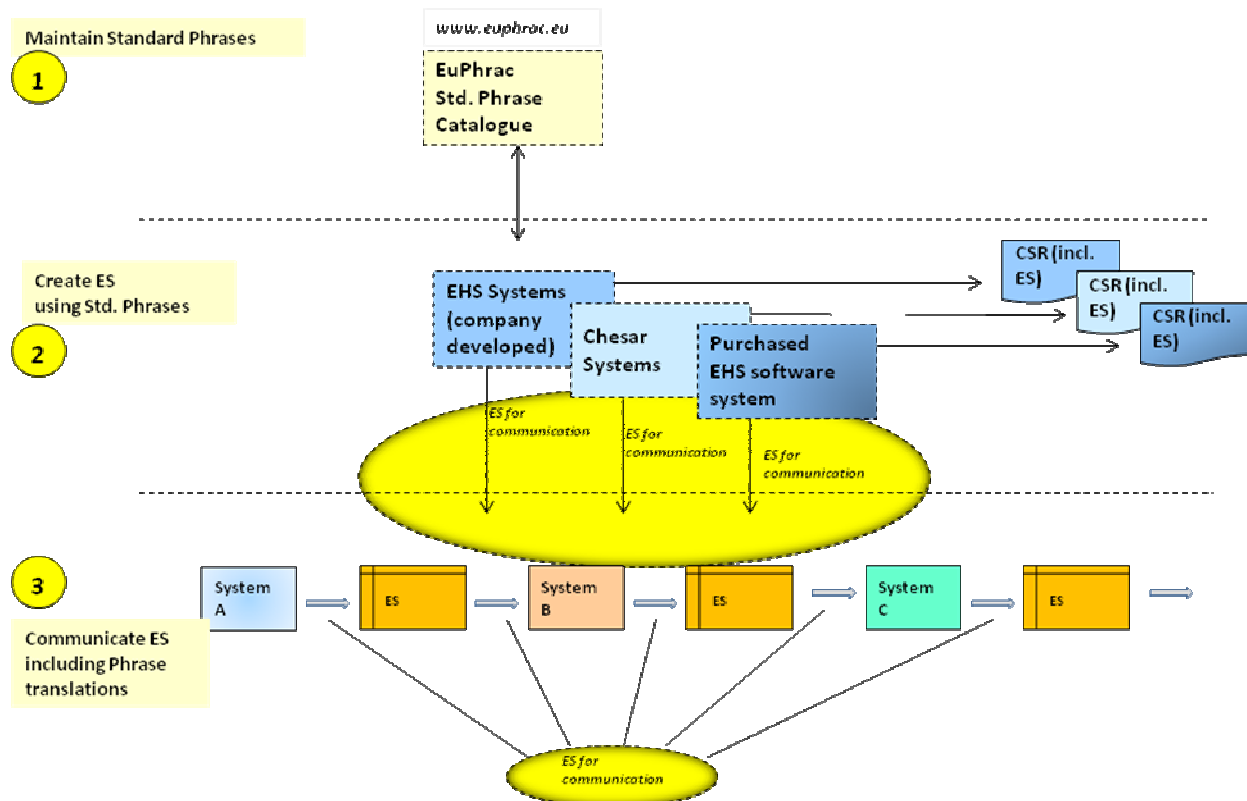 Maintain Standard Phrases
1
www.euphrac.eu
EuPhrac
Std. Phrase
Catalogue
Create ES
using Std. Phrases
2
EHS Systems
(company
developed)
Chesar
Systems
Purchased
EHS software
system
CSR (incl.
ES)
CSR (incl.
ES)
CSR (incl.
ES)
ES for
communication
ES for
communication
ES for
communication
3
Communicate ES
including Phrase
translations
System
A
ES
System
B
ES
System
C
ES
ES for
communication